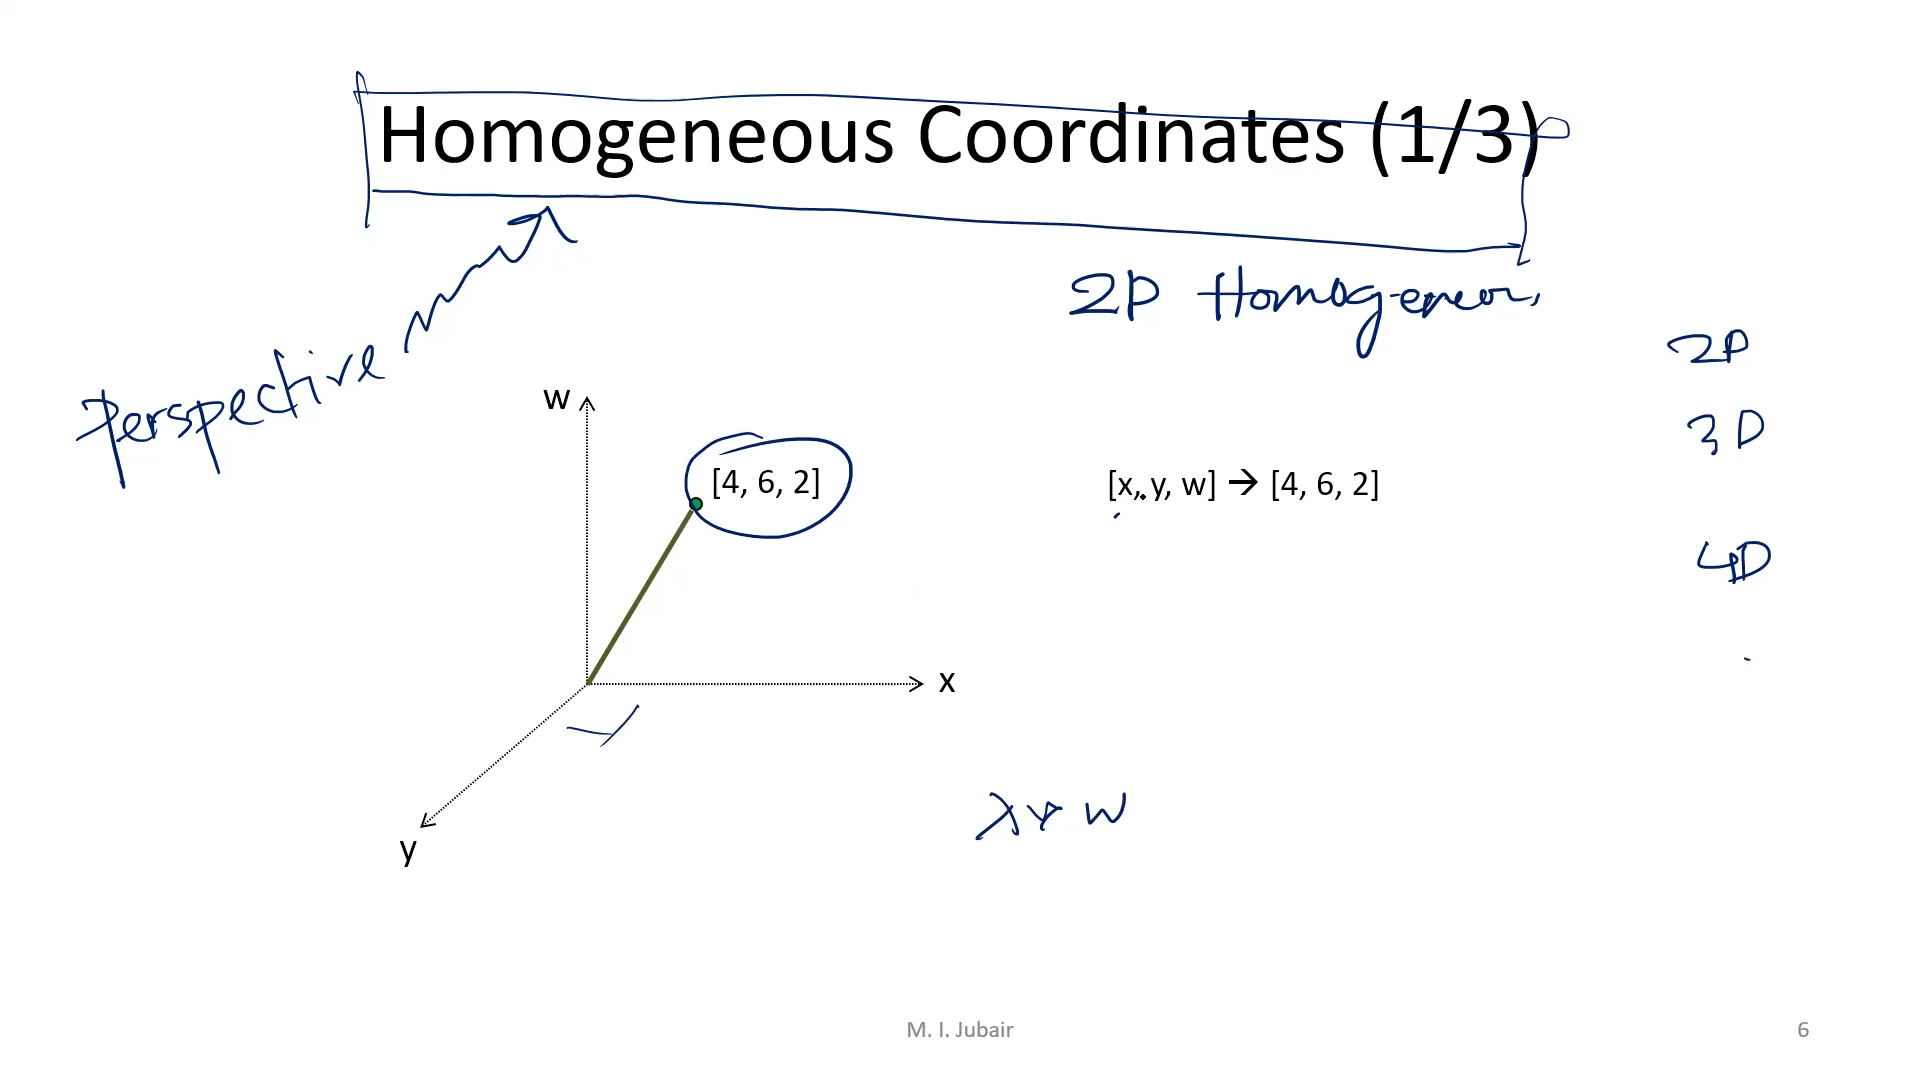 Homogeneous Coordinates (1/3)
2D Homogeneous
Perspective
2D
3D
4D
w
[4, 6, 2]
[x, y, w] → [4, 6, 2]
x
y
X Y W
M. I. Jubair
6